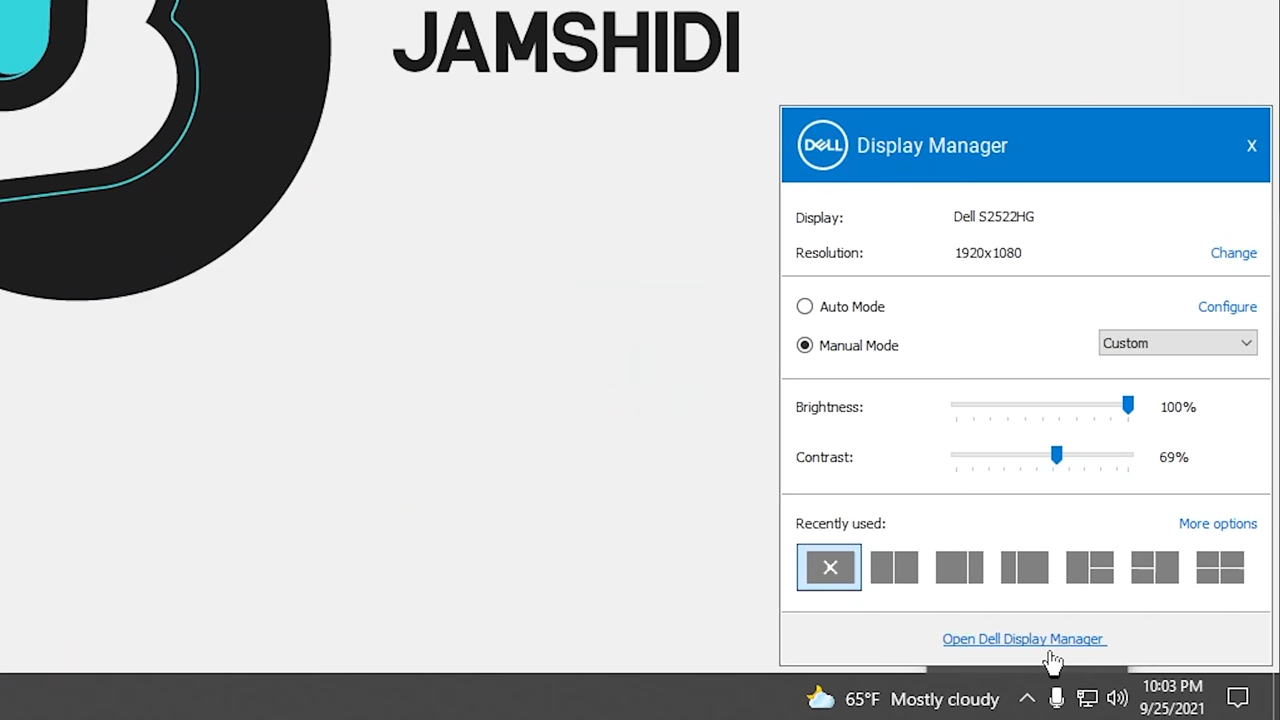 JAMSHIDI
DELL Display Manager X
Display: Dell S2522HG
Resolution: 1920x1080 Change
Auto Mode Configure
Manual Mode Custom
Brightness: 100%
Contrast: 69%
Recently used: More options
Open Dell Display Manager
65°F Mostly cloudy
10:03 PM
9/25/2021